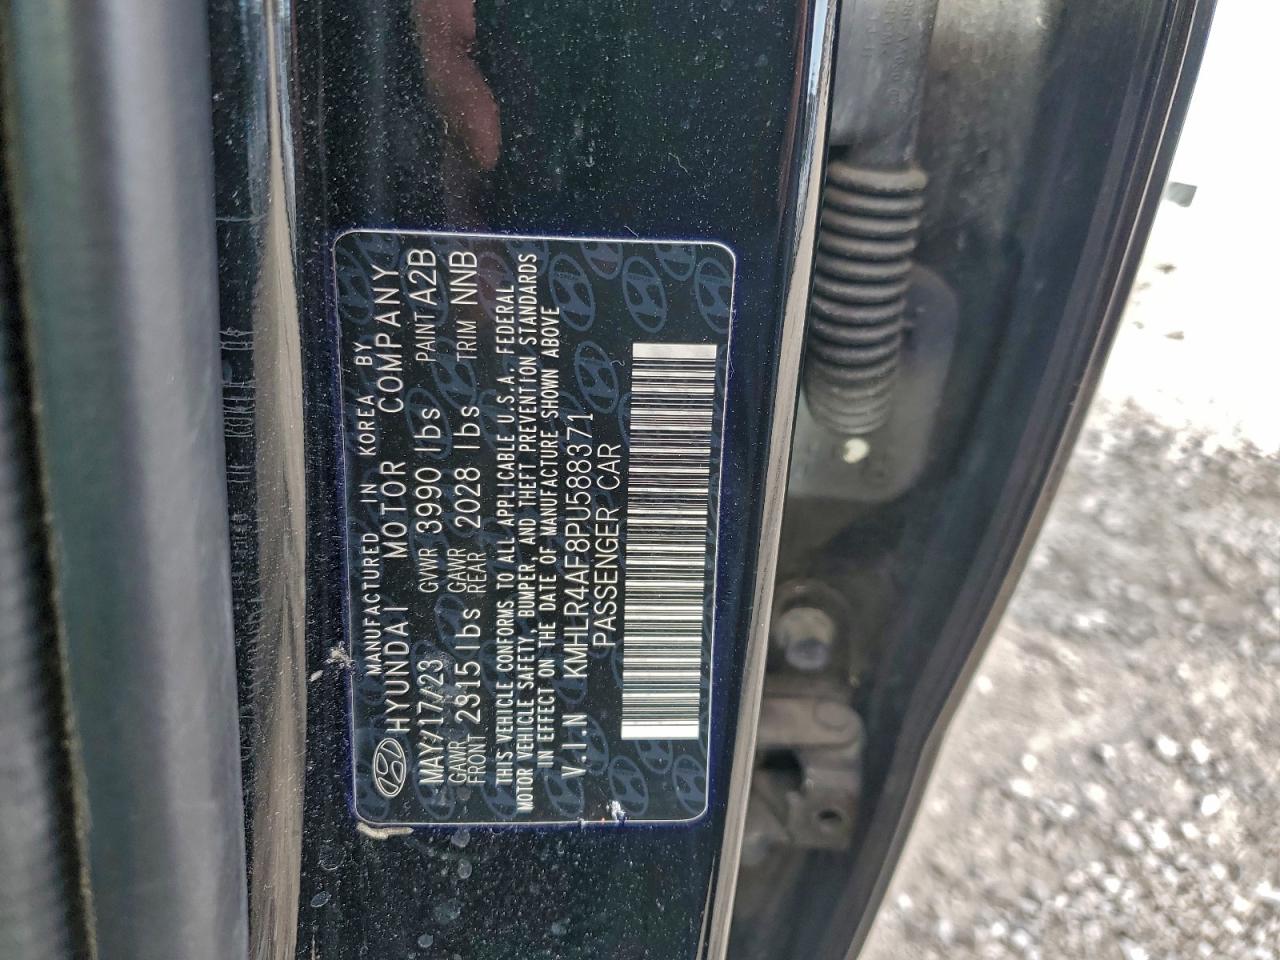 MANUFACTURED IN KOREA BY
HYUNDAI MOTOR COMPANY
MAY/17/23 GVWR 3990 lbs PAINT A2B
GAWR FRONT 2315 lbs GAWR REAR 2028 lbs TRIM NNB
THIS VEHICLE CONFORMS TO ALL APPLICABLE U.S.A. FEDERAL
MOTOR VEHICLE SAFETY, BUMPER, AND THEFT PREVENTION STANDARDS
IN EFFECT ON THE DATE OF MANUFACTURE SHOWN ABOVE
V.I.N KMHLR4AF8PU588371
PASSENGER CAR